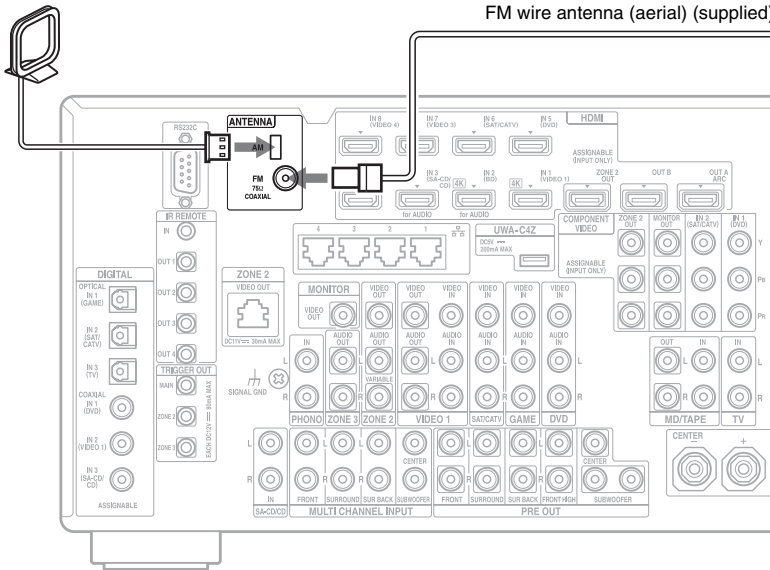 FM wire antenna (aerial) (supplied)
RS232C
ANTENNA
AM
FM
75Ω
COAXIAL
IN 8
(VIDEO 4)
IN 7
(VIDEO 3)
IN 6
(SAT/CATV)
IN 5
(DVD)
HDMI
ASSIGNABLE
(INPUT ONLY)
IN 3
(SA-CD/
CD)
4K
IN 2
(BD)
4K
IN 1
(VIDEO 1)
ZONE 2
OUT
OUT B
OUT A
ARC
for AUDIO
for AUDIO
IR REMOTE
IN
OUT 1
OUT 2
OUT 3
OUT 4
4
3
2
1
UWA-C4Z
DC5V
200mA MAX
COMPONENT
VIDEO
ZONE 2
OUT
MONITOR
OUT
IN 2
(SAT/CATV)
IN 1
(DVD)
ASSIGNABLE
(INPUT ONLY)
Y
PB
PR
DIGITAL
OPTICAL
IN 1
(GAME)
IN 2
(SAT/
CATV)
IN 3
(TV)
COAXIAL
IN 1
(DVD)
IN 2
(VIDEO 1)
IN 3
(SA-CD/
CD)
ASSIGNABLE
TRIGGER OUT
MAIN
ZONE 2
ZONE 3
EACH DC12V 60mA MAX
ZONE 2
VIDEO OUT
DC11V 30mA MAX
SIGNAL GND
MONITOR
VIDEO
OUT
VIDEO
OUT
VIDEO
OUT
VIDEO
IN
VIDEO
IN
VIDEO
IN
VIDEO
IN
IN
AUDIO
OUT
AUDIO
OUT
AUDIO
OUT
AUDIO
IN
AUDIO
IN
AUDIO
IN
AUDIO
IN
VARIABLE
L
R
L
R
L
R
PHONO
ZONE 3
ZONE 2
VIDEO 1
SAT/CATV
GAME
DVD
OUT
IN
IN
L
R
L
R
MD/TAPE
TV
CENTER
L
R
IN
SA-CD/CD
L
R
CENTER
FRONT
SURROUND
SUR BACK
SUBWOOFER
MULTI CHANNEL INPUT
L
R
L
R
CENTER
FRONT
SURROUND
SUR BACK
FRONT HIGH
SUBWOOFER
PRE OUT